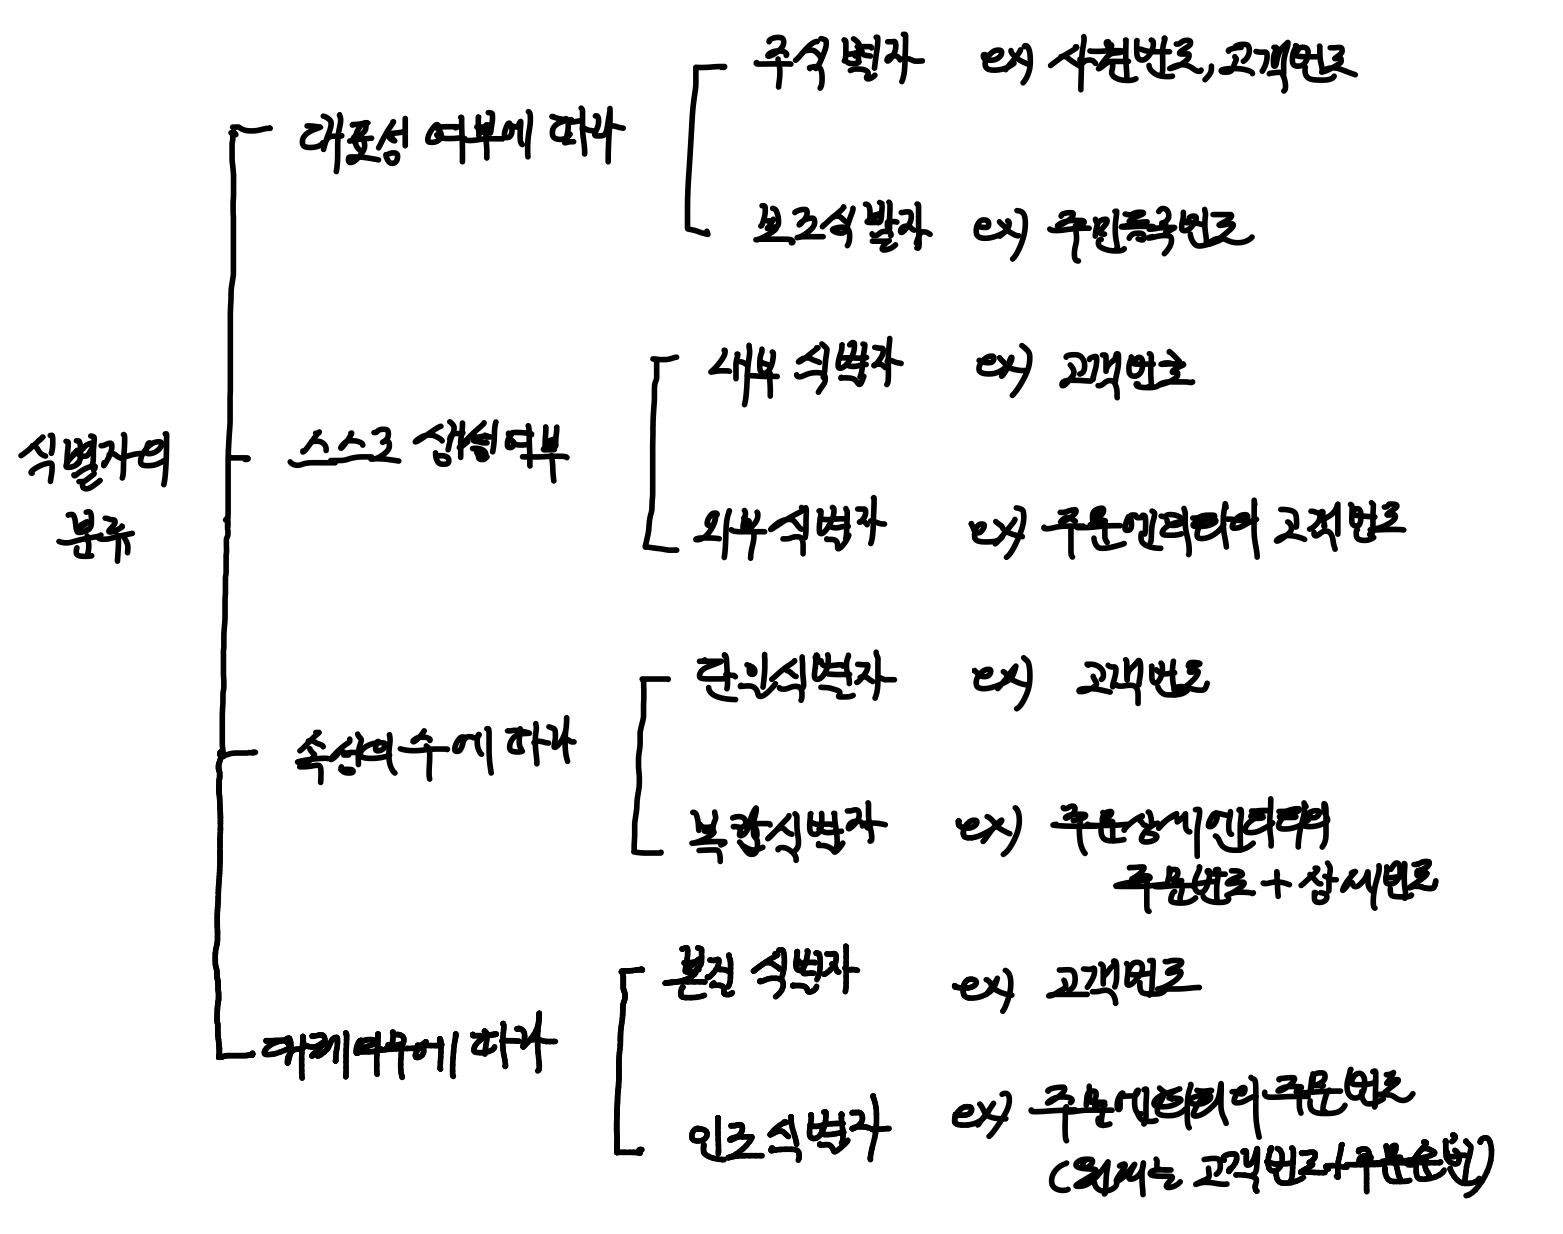 식별자의
분류
대표성 여부에 따라
주식별자 ex) 사원번호, 고객번호
보조식별자 ex) 주민등록번호
스스로 생성여부
내부 식별자 ex) 고객번호
외부식별자 ex) 주문엔터티의 고객번호
속성의 수에 따라
단일식별자 ex) 고객번호
복합식별자 ex) 주문상세엔터티의
주문번호 + 상세번호
대체여부에 따라
본질 식별자 ex) 고객번호
인조식별자 ex) 주문엔터티의 주문번호
(원래는 고객번호+주문순번)